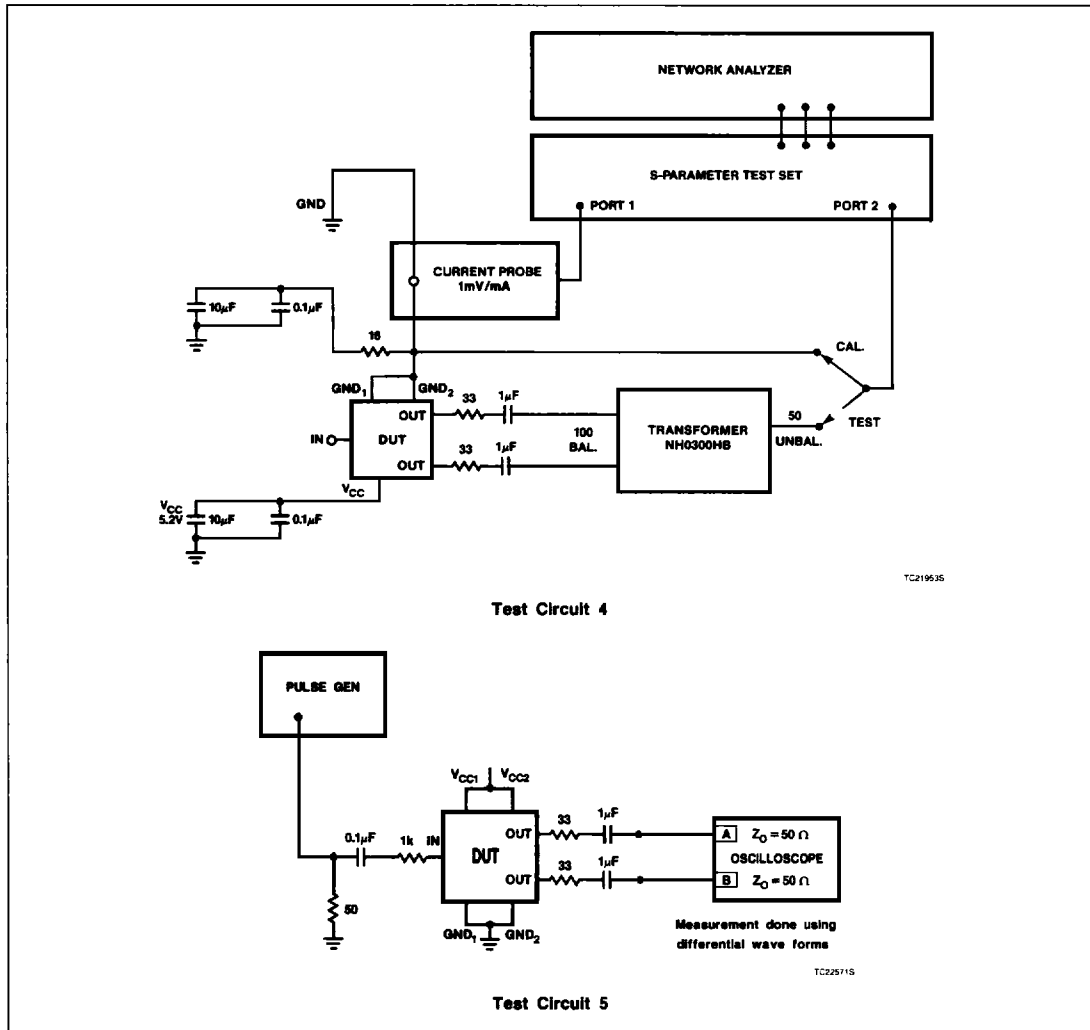 NETWORK ANALYZER
S-PARAMETER TEST SET
PORT 1
PORT 2
GND
CURRENT PROBE
1mV/mA
10μF
0.1μF
16
CAL.
GND1
GND2
OUT
33
1μF
IN
DUT
100
BAL.
TRANSFORMER
NH0300HB
50
UNBAL.
TEST
OUT
33
1μF
VCC
VCC
5.2V
10μF
0.1μF
TC21953S
Test Circuit 4
PULSE GEN
VCC1
VCC2
0.1μF
1k
IN
OUT
33
1μF
A
ZO = 50 Ω
DUT
OSCILLOSCOPE
OUT
33
1μF
B
ZO = 50 Ω
50
GND1
GND2
Measurement done using
differential wave forms
TC22571S
Test Circuit 5